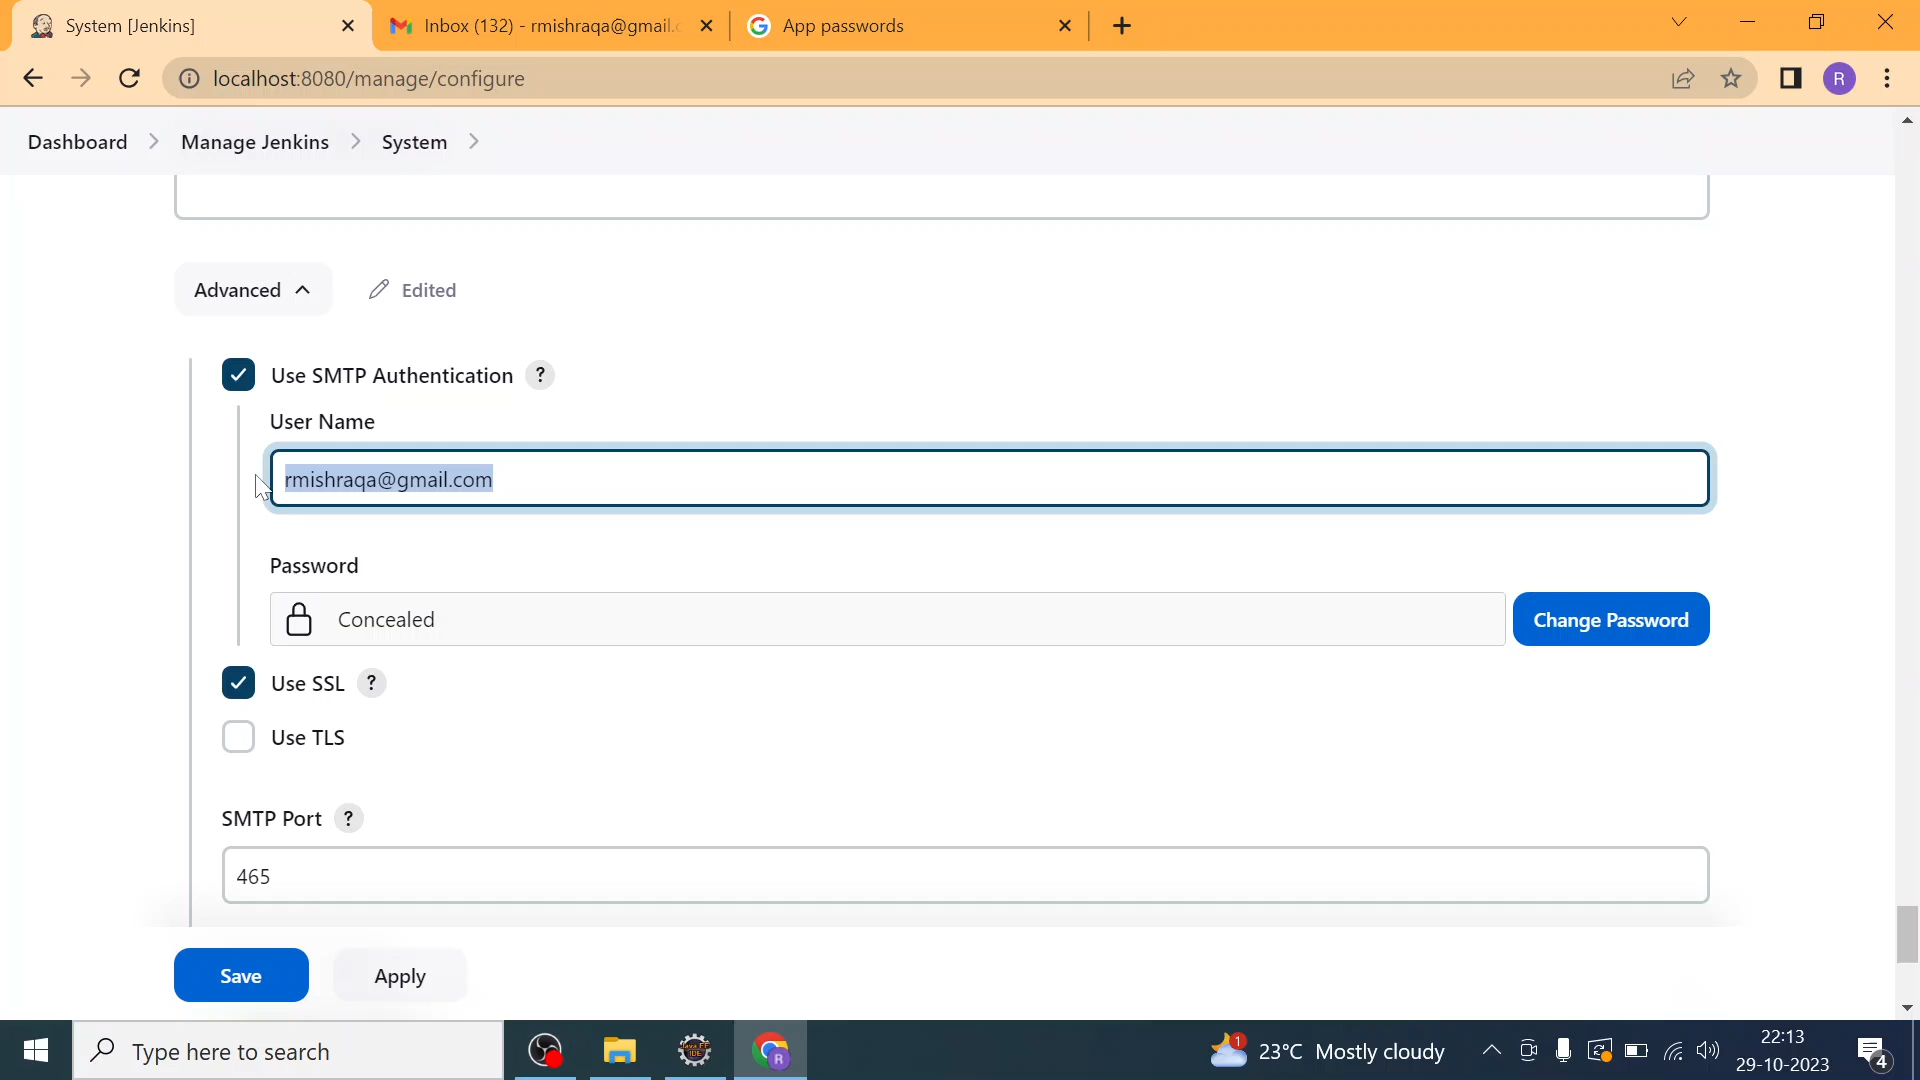 System [Jenkins]
Inbox (132) - rmishraqa@gmail.c
App passwords
localhost:8080/manage/configure
R
Dashboard
Manage Jenkins
System
Advanced
Edited
Use SMTP Authentication ?
User Name
rmishraqa@gmail.com
Password
Concealed
Change Password
Use SSL ?
Use TLS
SMTP Port ?
465
Save
Apply
Type here to search
1
23°C Mostly cloudy
22:13
29-10-2023
4